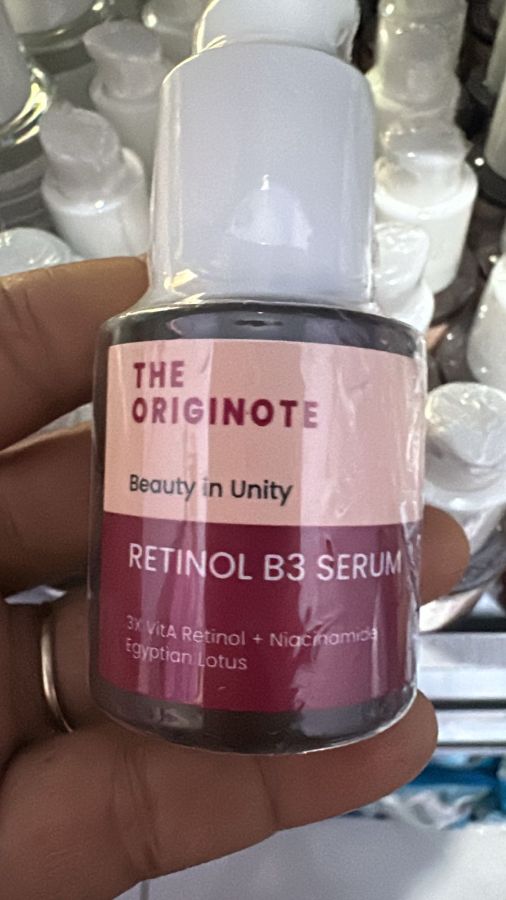 THE
ORIGINOTE
Beauty in Unity
RETINOL B3 SERUM
3X VitA Retinol + Niacinamide
Egyptian Lotus